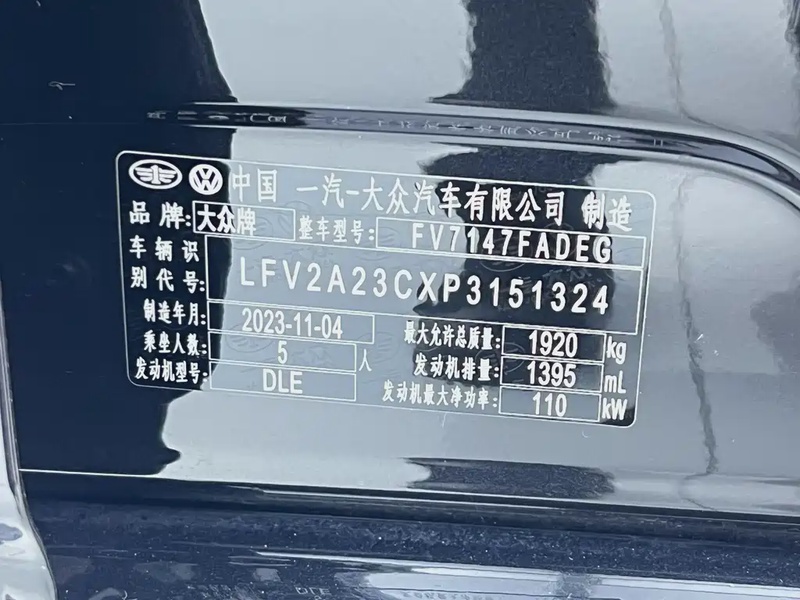 中国 一汽-大众汽车有限公司 制造
品牌: 大众牌 整车型号: FV7147FADEG
车辆识别代号: LFV2A23CXP3151324
制造年月: 2023-11-04 最大允许总质量: 1920 kg
乘坐人数: 5 人 发动机排量: 1395 mL
发动机型号: DLE 发动机最大净功率: 110 kW
DLE